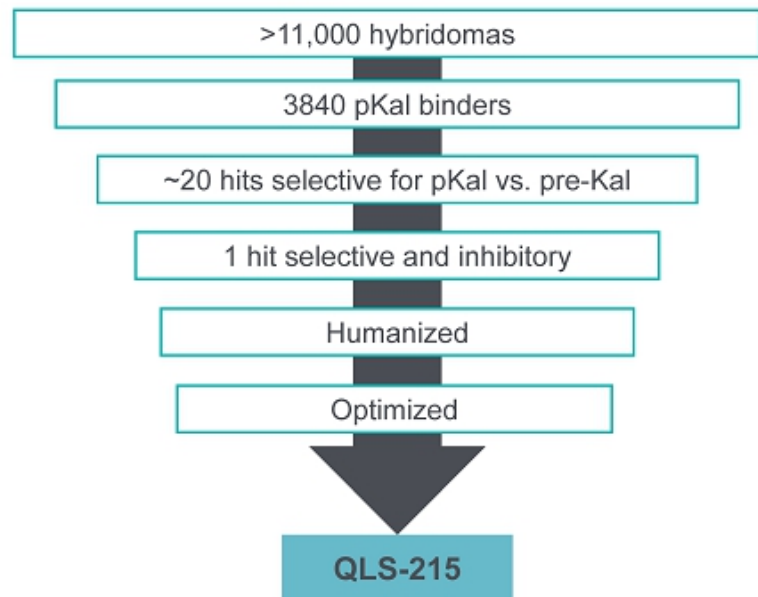 >11,000 hybridomas
3840 pKal binders
~20 hits selective for pKal vs. pre-Kal
1 hit selective and inhibitory
Humanized
Optimized
QLS-215